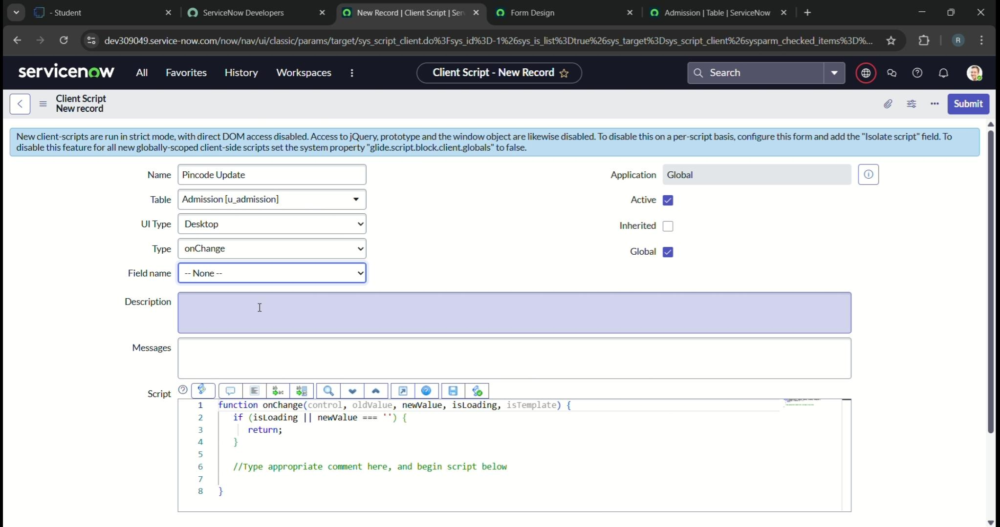 - Student
ServiceNow Developers
New Record | Client Script | Ser
Form Design
Admission | Table | ServiceNow
dev309049.service-now.com/now/nav/ui/classic/params/target/sys_script_client.do%3Fsys_id%3D-1%26sys_is_list%3Dtrue%26sys_target%3Dsys_script_client%26sysparm_checked_items%3D%...
R
servicenow
All
Favorites
History
Workspaces
Client Script - New Record
Search
Client Script
New record
Submit
New client-scripts are run in strict mode, with direct DOM access disabled. Access to jQuery, prototype and the window object are likewise disabled. To disable this on a per-script basis, configure this form and add the "Isolate script" field. To
disable this feature for all new globally-scoped client-side scripts set the system property "glide.script.block.client.globals" to false.
Name Pincode Update
Application Global
Table Admission [u_admission]
Active
UI Type Desktop
Inherited
Type onChange
Global
Field name -- None --
Description
Messages
Script
1 function onChange(control, oldValue, newValue, isLoading, isTemplate) {
2 if (isLoading || newValue === '') {
3 return;
4 }
5
6 //Type appropriate comment here, and begin script below
7
8 }